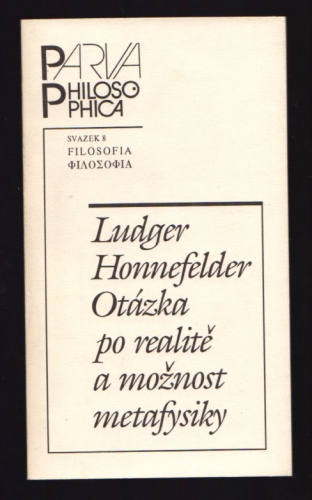 PARVA
PHILOSO
PHICA
SVAZEK 8
FILOSOFIA
ΦΙΛΟΣΟΦΙΑ
Ludger
Honnefelder
Otázka
po realitě
a možnost
metafysiky